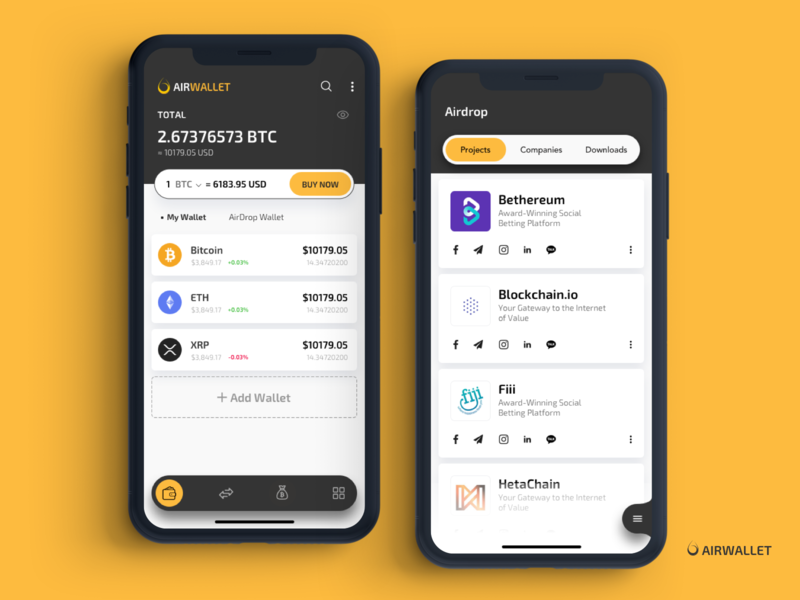 AIRWALLET
TOTAL
2.67376573 BTC
≈ 10179.05 USD
1 BTC = 6183.95 USD
BUY NOW
• My Wallet
AirDrop Wallet
Bitcoin
$10179.05
$3,849.17 +0.03%
14.34720200
ETH
$10179.05
$3,849.17 +0.03%
14.34720200
XRP
$10179.05
$3,849.17 -0.03%
14.34720200
+ Add Wallet
Airdrop
Projects
Companies
Downloads
Bethereum
Award-Winning Social
Betting Platform
Blockchain.io
Your Gateway to the Internet
of Value
fiji
Fiii
Award-Winning Social
Betting Platform
HetaChain
Your Gateway to the Internet
of Value
AIRWALLET